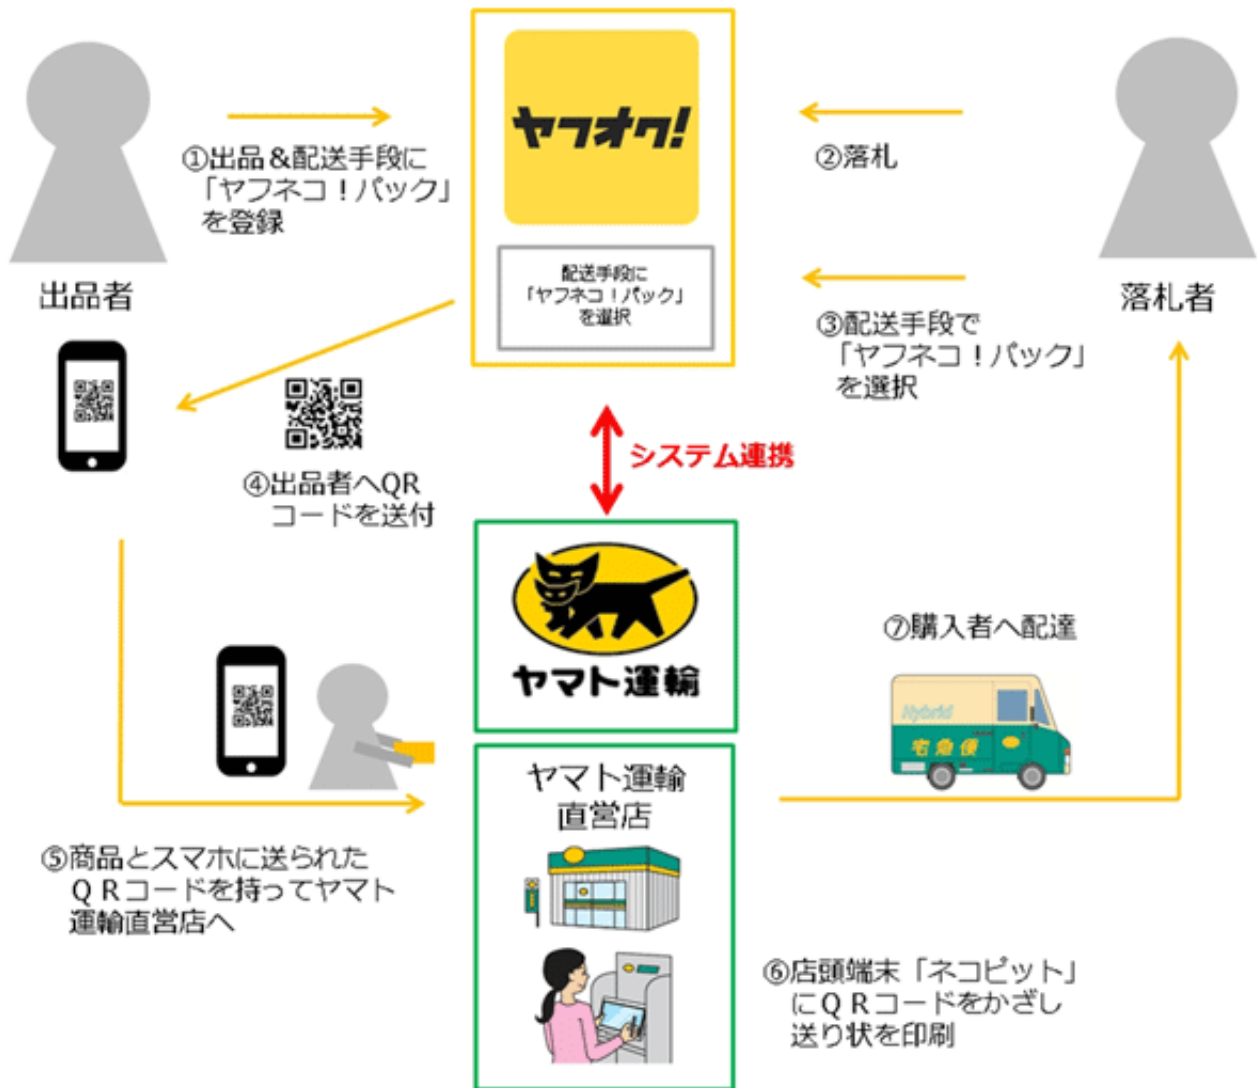 ヤフオク!
①出品&配送手段に
「ヤフネコ!パック」
を登録
②落札
出品者
配送手段に
「ヤフネコ!パック」
を選択
落札者
③配送手段で
「ヤフネコ!パック」
を選択
④出品者へQR
コードを送付
システム連携
ヤマト運輸
⑦購入者へ配達
Hybrid
宅急便
ヤマト運輸
直営店
⑤商品とスマホに送られた
QRコードを持ってヤマト
運輸直営店へ
⑥店頭端末「ネコピット」
にQRコードをかざし
送り状を印刷